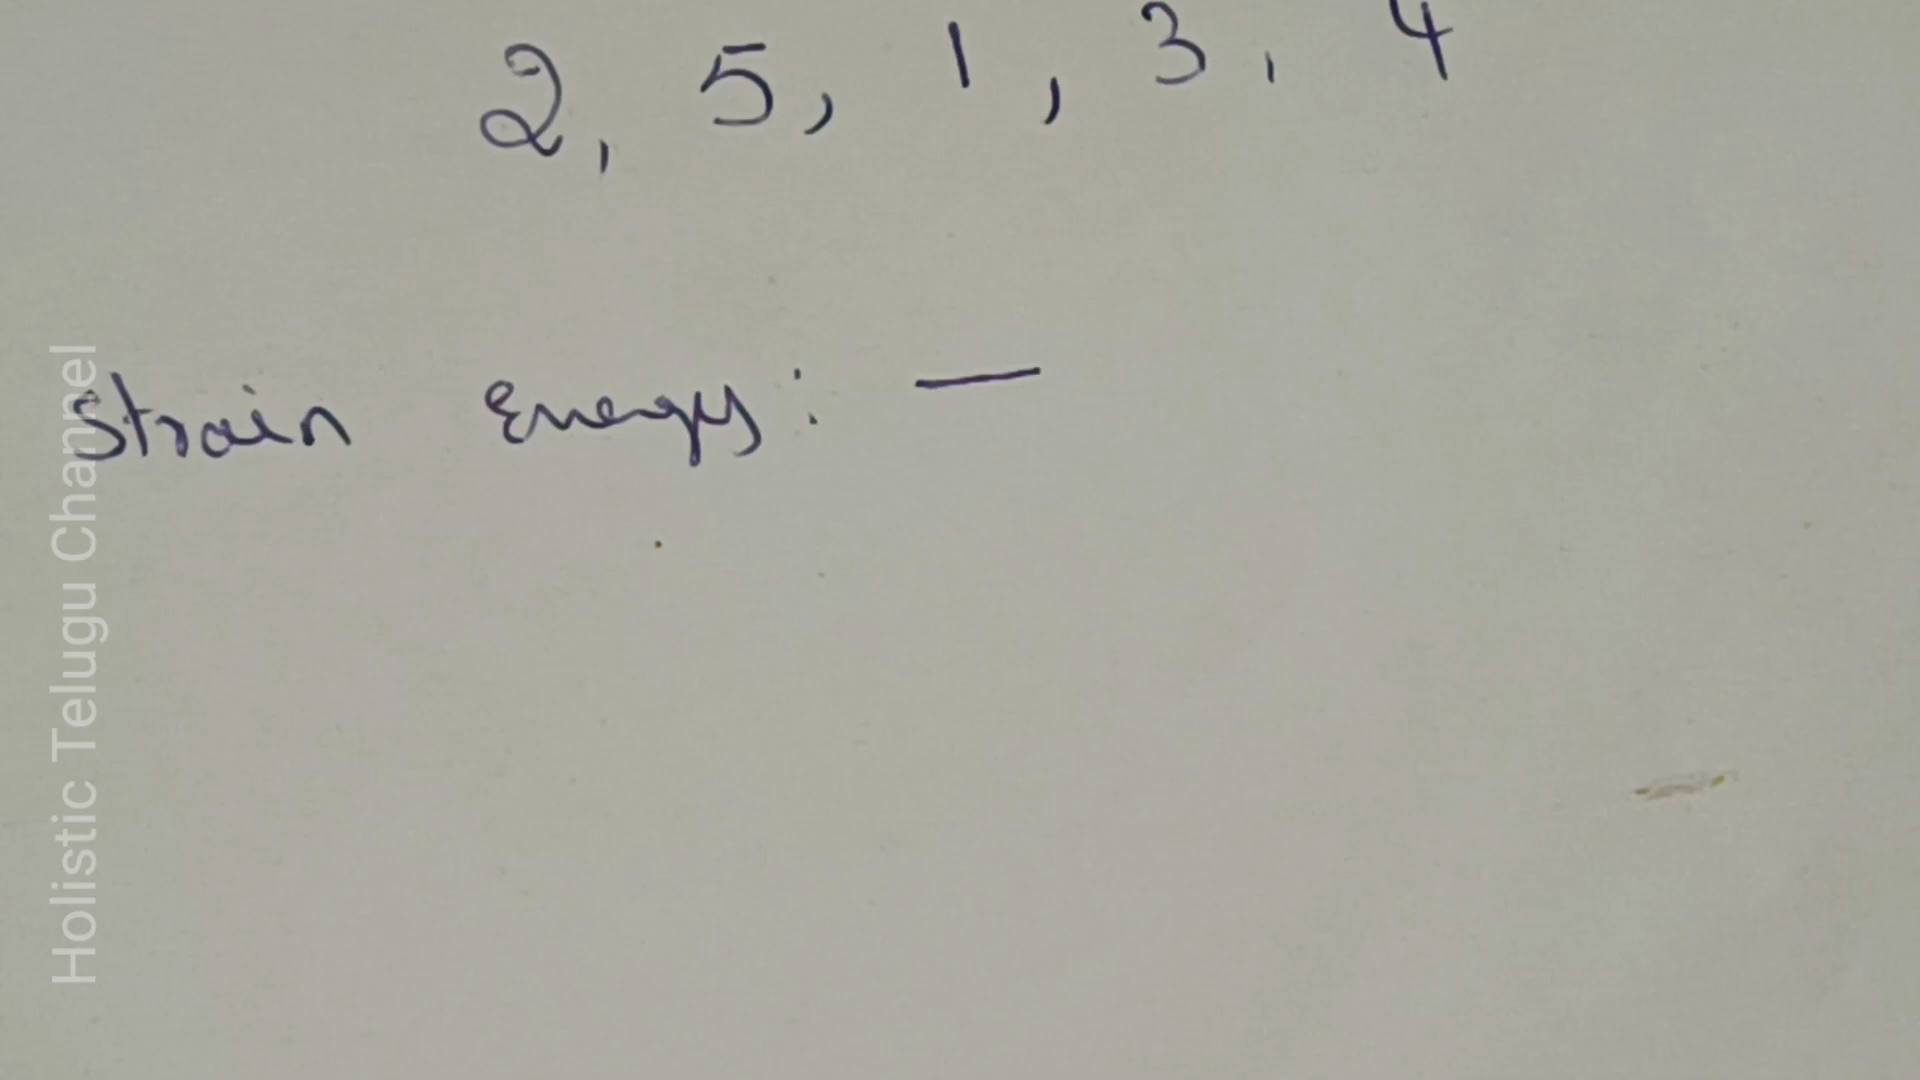 2, 5, 1, 3, 4
Strain Energy: —
Holistic Telugu Channel